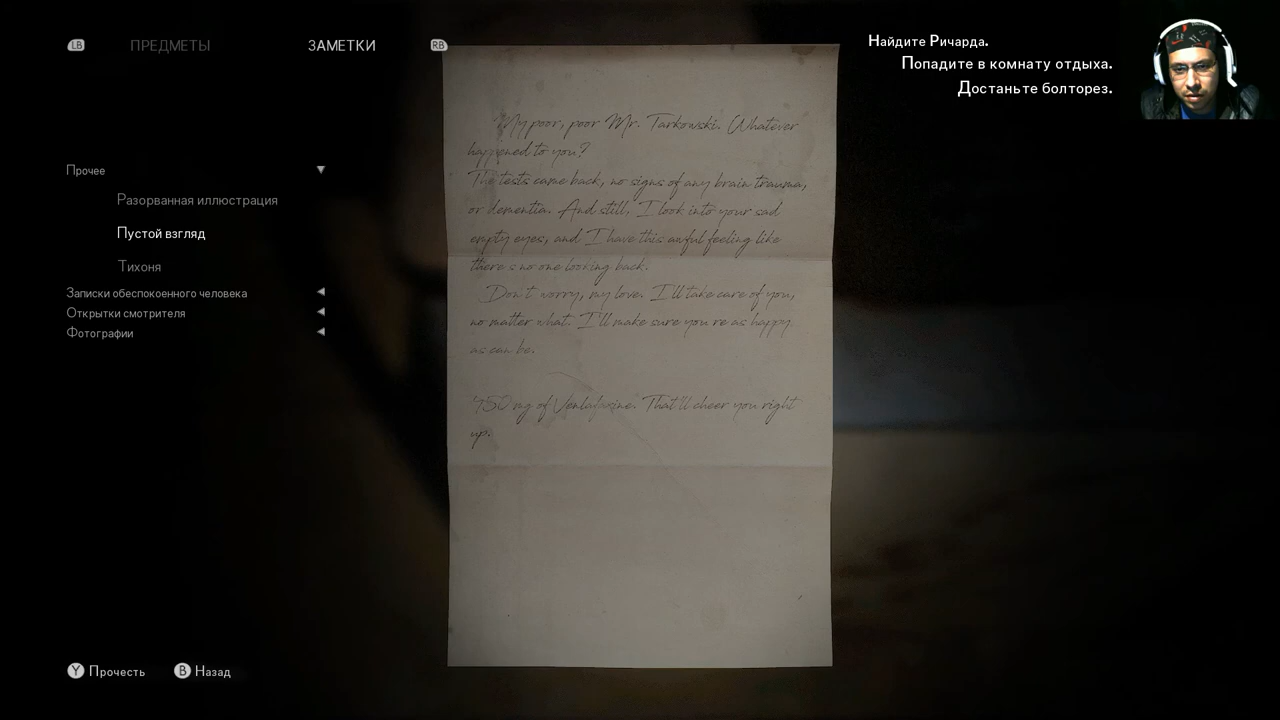 LB
ПРЕДМЕТЫ
ЗАМЕТКИ
RB
Найдите Ричарда.
Попадите в комнату отдыха.
Достаньте болторез.
Прочее
Разорванная иллюстрация
Пустой взгляд
Тихоня
Записки обеспокоенного человека
Открытки смотрителя
Фотографии
My poor, poor Mr. Tarkowski. Whatever
happened to you?
The tests came back, no signs of any brain trauma,
or dementia. And still, I look into your sad
empty eyes, and I have this awful feeling like
there s no one looking back.
Don t worry, my love. I'll take care of you,
no matter what. I'll make sure you re as happy
as can be.
450 mg of Venlafaxine. That'll cheer you right
up.
Y Прочесть
B Назад